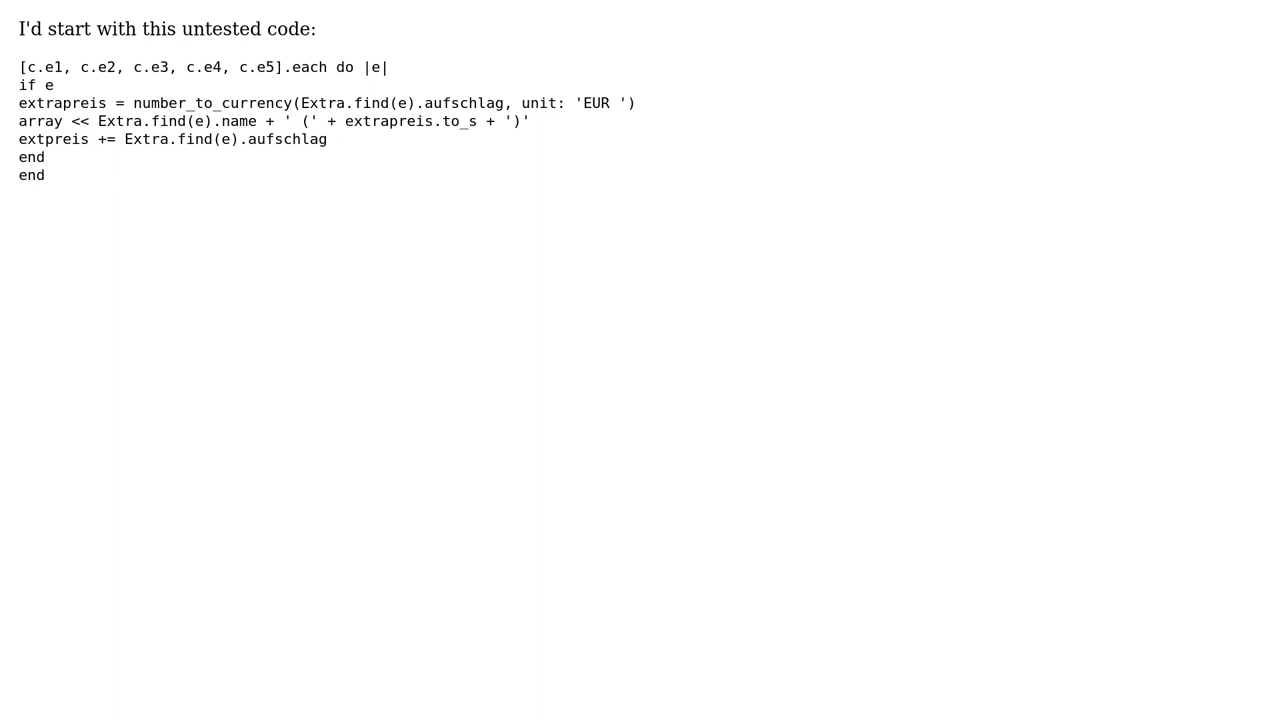 I'd start with this untested code:
[c.e1, c.e2, c.e3, c.e4, c.e5].each do |e|
if e
extrapreis = number_to_currency(Extra.find(e).aufschlag, unit: 'EUR ')
array << Extra.find(e).name + ' (' + extrapreis.to_s + ')'
extpreis += Extra.find(e).aufschlag
end
end